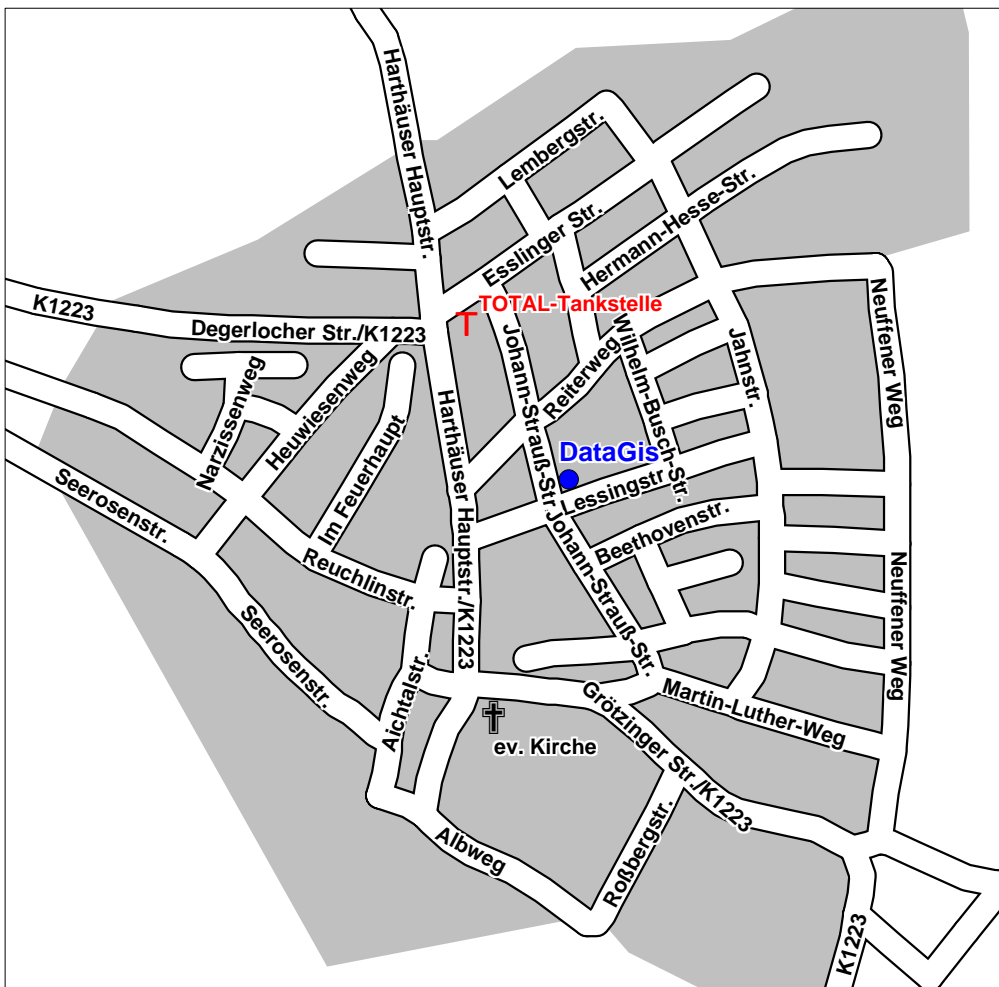 Harthäuser Hauptstr.
Lembergstr.
Esslinger Str.
Hermann-Hesse-Str.
K1223
Degerlocher Str./K1223
TOTAL-Tankstelle
T
Neuffener Weg
Jahnstr.
Wilhelm-Busch-Str.
Reiterweg
Johann-Strauß-Str.
Narzissenweg
Heuwiesenweg
Im Feuerhaupt
Harthäuser Hauptstr./K1223
DataGis
Lessingstr.
Beethovenstr.
Seerosenstr.
Reuchlinstr.
Johann-Strauß-Str.
Neuffener Weg
Seerosenstr.
Aichtalstr.
Grötzinger Str./K1223
Martin-Luther-Weg
ev. Kirche
Albweg
Roßbergstr.
K1223